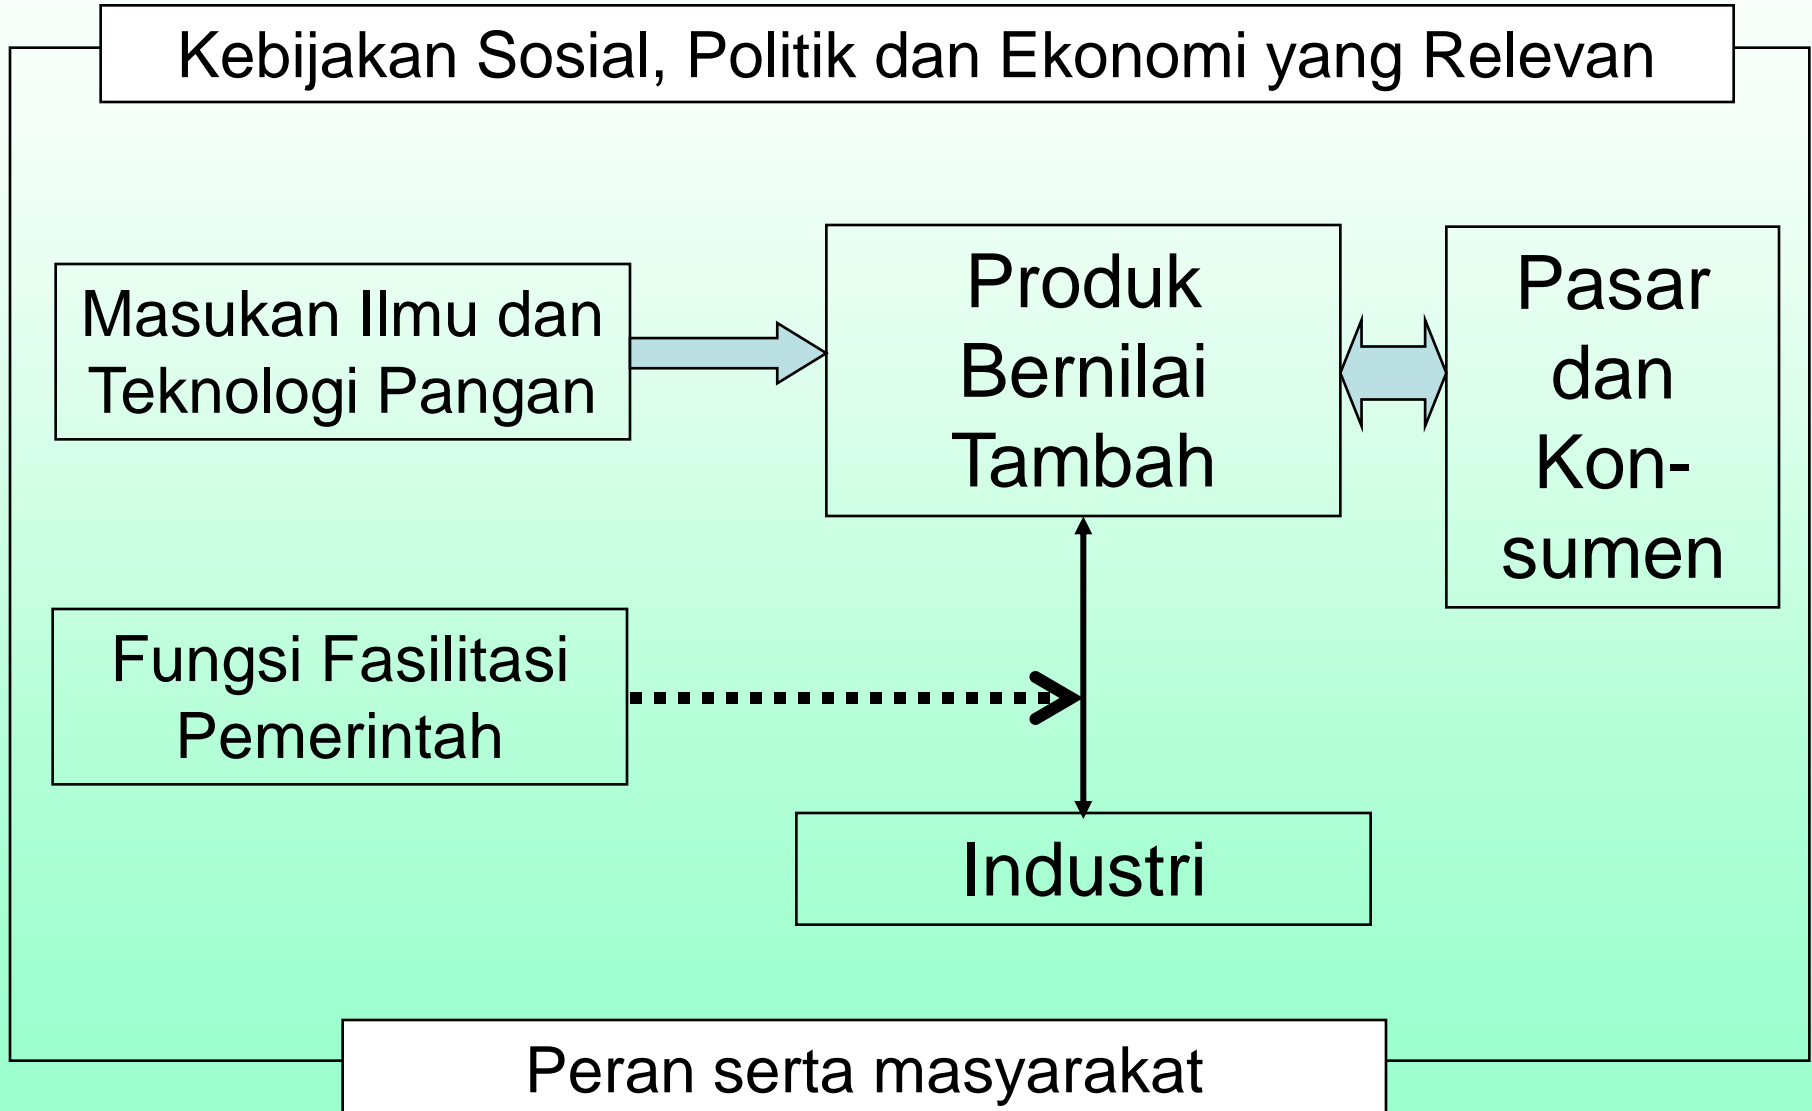 Kebijakan Sosial, Politik dan Ekonomi yang Relevan
Masukan Ilmu dan
Teknologi Pangan
Produk
Bernilai
Tambah
Pasar
dan
Kon-
sumen
Fungsi Fasilitasi
Pemerintah
Industri
Peran serta masyarakat